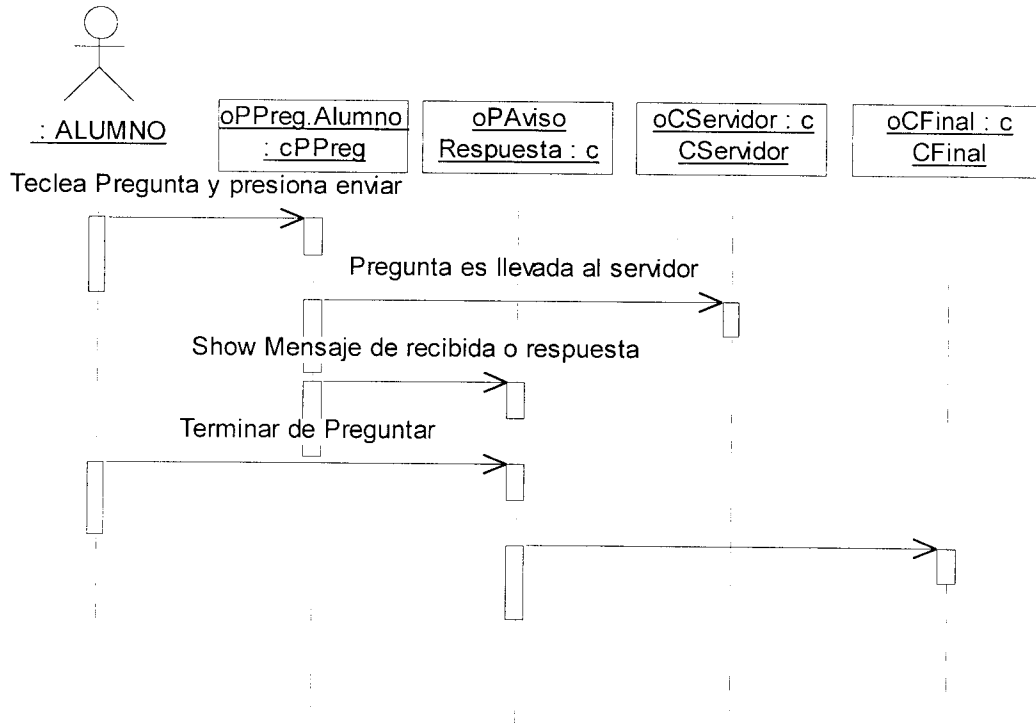 : ALUMNO
oPPreg.Alumno
: cPPreg
oPAviso
Respuesta : c
oCServidor : c
CServidor
oCFinal : c
CFinal
Teclea Pregunta y presiona enviar
Pregunta es llevada al servidor
Show Mensaje de recibida o respuesta
Terminar de Preguntar